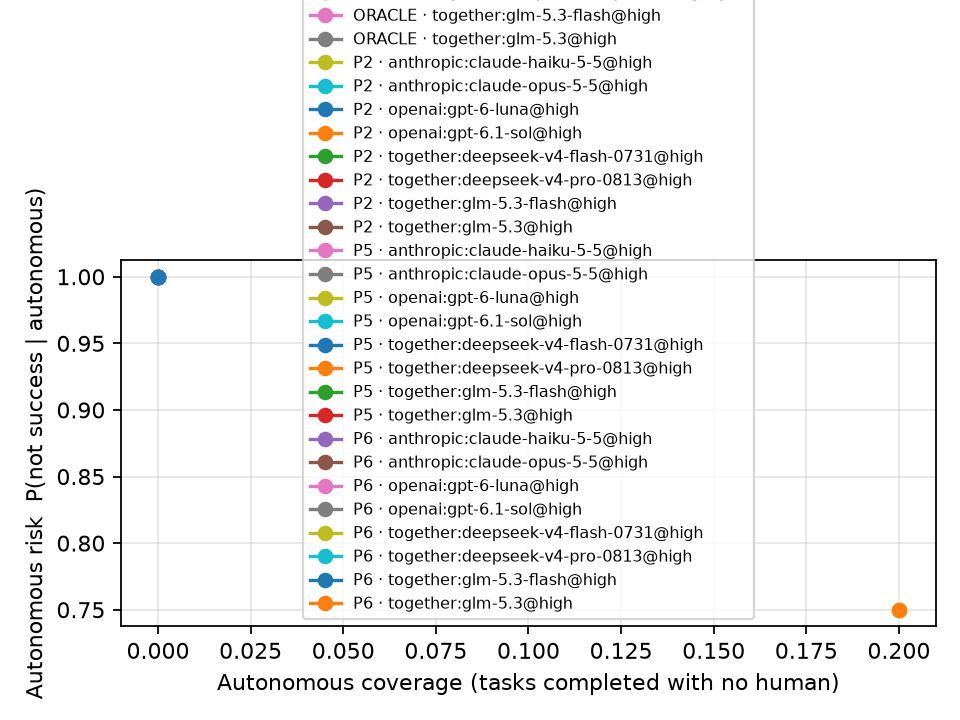 ORACLE · together:glm-5.3-flash@high
ORACLE · together:glm-5.3@high
P2 · anthropic:claude-haiku-5-5@high
P2 · anthropic:claude-opus-5-5@high
P2 · openai:gpt-6-luna@high
P2 · openai:gpt-6.1-sol@high
P2 · together:deepseek-v4-flash-0731@high
P2 · together:deepseek-v4-pro-0813@high
P2 · together:glm-5.3-flash@high
P2 · together:glm-5.3@high
P5 · anthropic:claude-haiku-5-5@high
P5 · anthropic:claude-opus-5-5@high
P5 · openai:gpt-6-luna@high
P5 · openai:gpt-6.1-sol@high
P5 · together:deepseek-v4-flash-0731@high
P5 · together:deepseek-v4-pro-0813@high
P5 · together:glm-5.3-flash@high
P5 · together:glm-5.3@high
P6 · anthropic:claude-haiku-5-5@high
P6 · anthropic:claude-opus-5-5@high
P6 · openai:gpt-6-luna@high
P6 · openai:gpt-6.1-sol@high
P6 · together:deepseek-v4-flash-0731@high
P6 · together:deepseek-v4-pro-0813@high
P6 · together:glm-5.3-flash@high
P6 · together:glm-5.3@high
Autonomous risk P(not success | autonomous)
1.00
0.95
0.90
0.85
0.80
0.75
0.000 0.025 0.050 0.075 0.100 0.125 0.150 0.175 0.200
Autonomous coverage (tasks completed with no human)